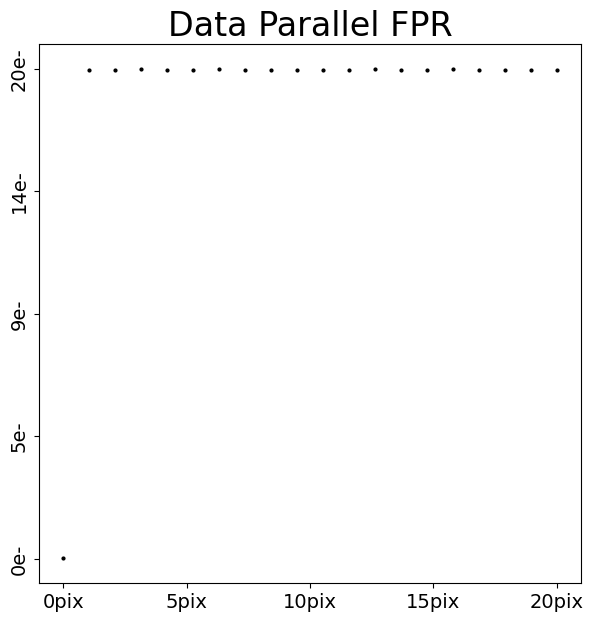 Data Parallel FPR
20e-
14e-
9e-
5e-
0e-
0pix 5pix 10pix 15pix 20pix